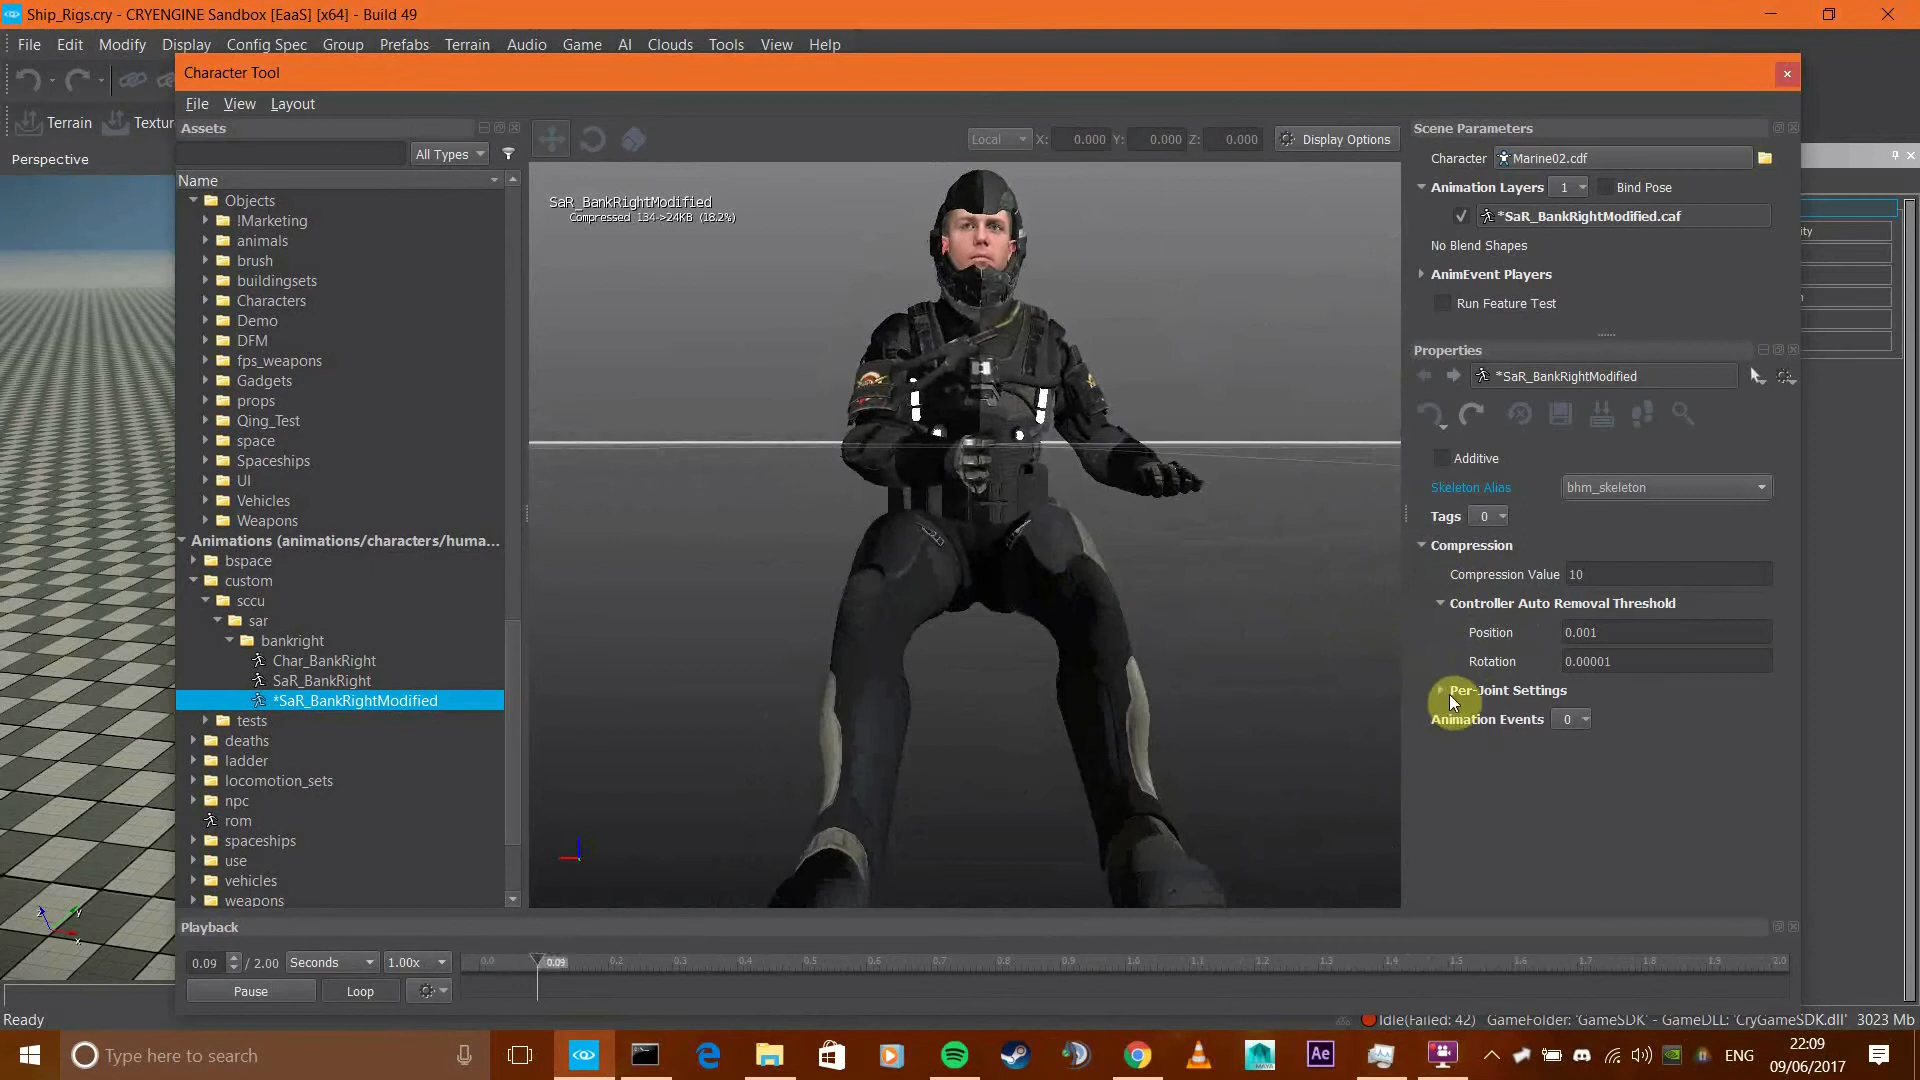 Ship_Rigs.cry - CRYENGINE Sandbox [EaaS] [x64] - Build 49
File Edit Modify Display Config Spec Group Prefabs Terrain Audio Game AI Clouds Tools View Help
Character Tool
File View Layout
Terrain Textur
Perspective
Assets
All Types
Name
Objects
!Marketing
animals
brush
buildingsets
Characters
Demo
DFM
fps_weapons
Gadgets
props
Qing_Test
space
Spaceships
UI
Vehicles
Weapons
Animations (animations/characters/huma...
bspace
custom
sccu
sar
bankright
Char_BankRight
SaR_BankRight
*SaR_BankRightModified
tests
deaths
ladder
locomotion_sets
npc
rom
spaceships
use
vehicles
weapons
Local X: 0.000 Y: 0.000 Z: 0.000 Display Options
SaR_BankRightModified
Compressed 134->24KB (18.2%)
Scene Parameters
Character Marine02.cdf
Animation Layers 1 Bind Pose
*SaR_BankRightModified.caf
No Blend Shapes
AnimEvent Players
Run Feature Test
Properties
*SaR_BankRightModified
Additive
Skeleton Alias bhm_skeleton
Tags 0
Compression
Compression Value 10
Controller Auto Removal Threshold
Position 0.001
Rotation 0.00001
Per-Joint Settings
Animation Events 0
ity
Playback
0.09 / 2.00 Seconds 1.00x 0.0 0.09 0.2 0.3 0.4 0.5 0.6 0.7 0.8 0.9 1.0 1.1 1.2 1.3 1.4 1.5 1.6 1.7 1.8 1.9 2.0
Pause Loop
Ready Idle(Failed: 42) GameFolder: 'GameSDK' - GameDLL: 'CryGameSDK.dll' 3023 Mb
Type here to search
MAYA
Ae
ENG
22:09
09/06/2017